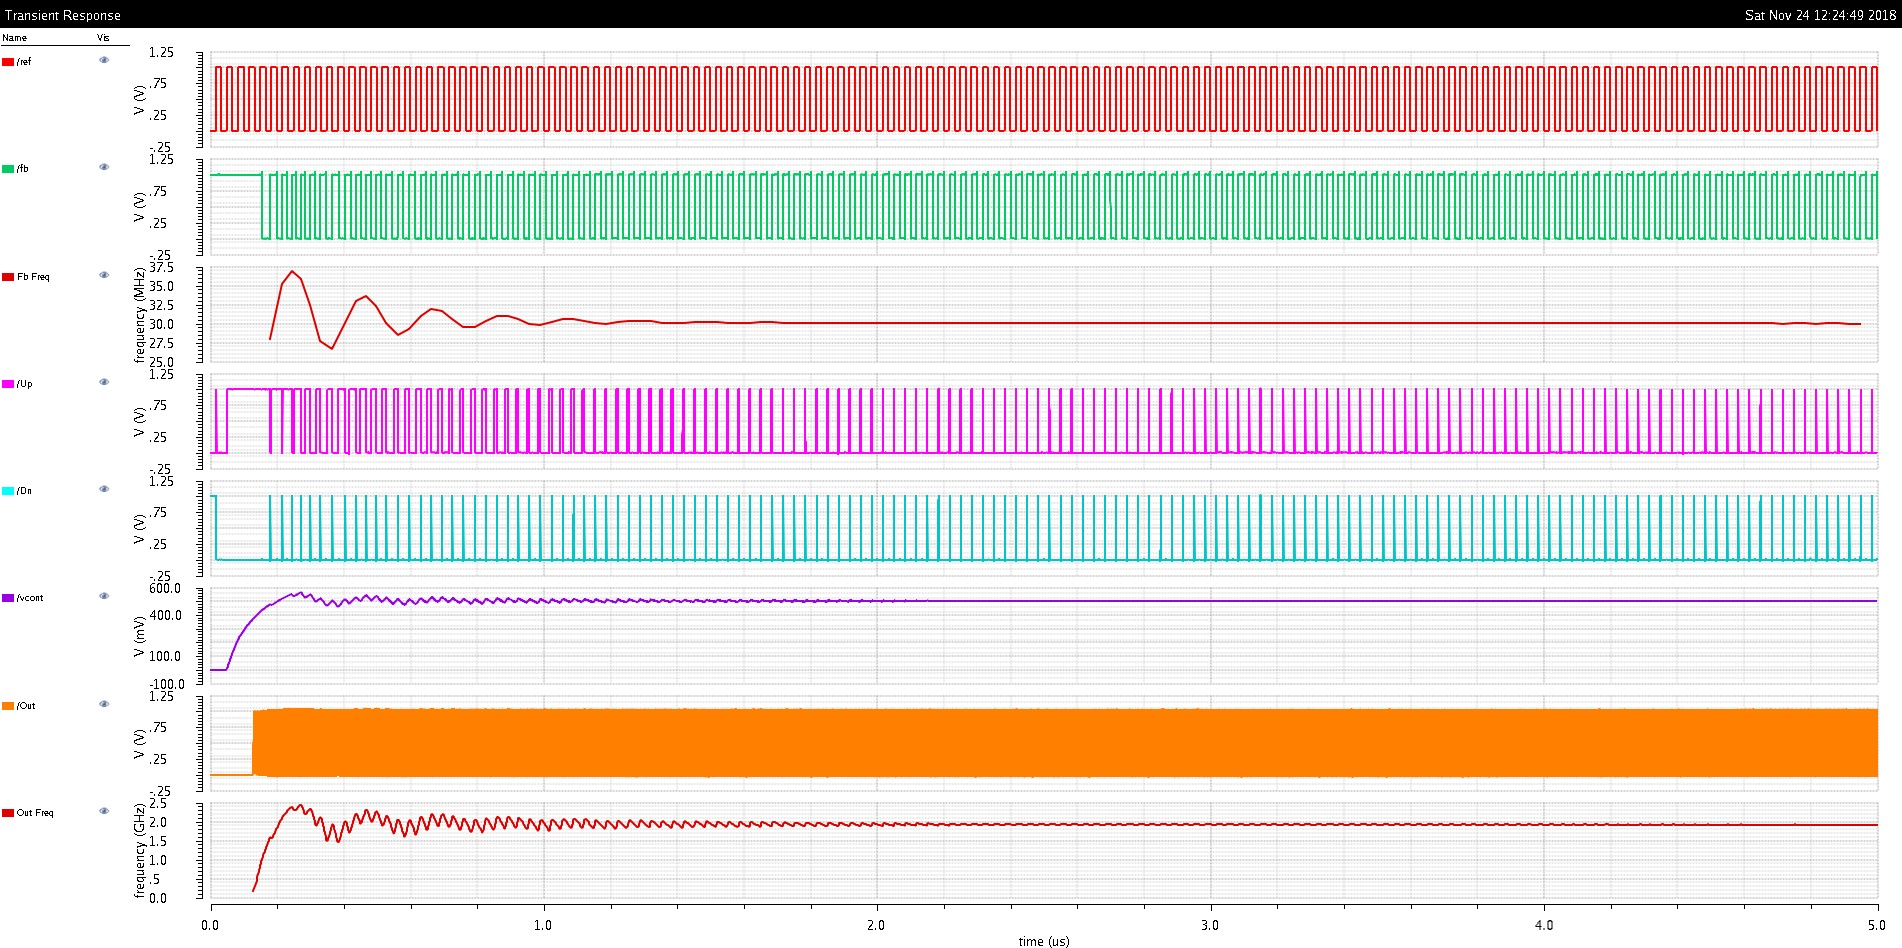 Transient Response Sat Nov 24 12:24:49 2018
Name Vis
/ref
V (V)
1.25
.75
.25
-.25
/fb
V (V)
1.25
.75
.25
-.25
Fb Freq
frequency (MHz)
37.5
35.0
32.5
30.0
27.5
25.0
/Up
V (V)
1.25
.75
.25
-.25
/Dn
V (V)
1.25
.75
.25
-.25
/vcont
V (mV)
600.0
400.0
100.0
-100.0
/Out
V (V)
1.25
.75
.25
-.25
Out Freq
frequency (GHz)
2.5
2.0
1.5
1.0
.5
0.0
0.0 1.0 2.0 3.0 4.0 5.0
time (us)